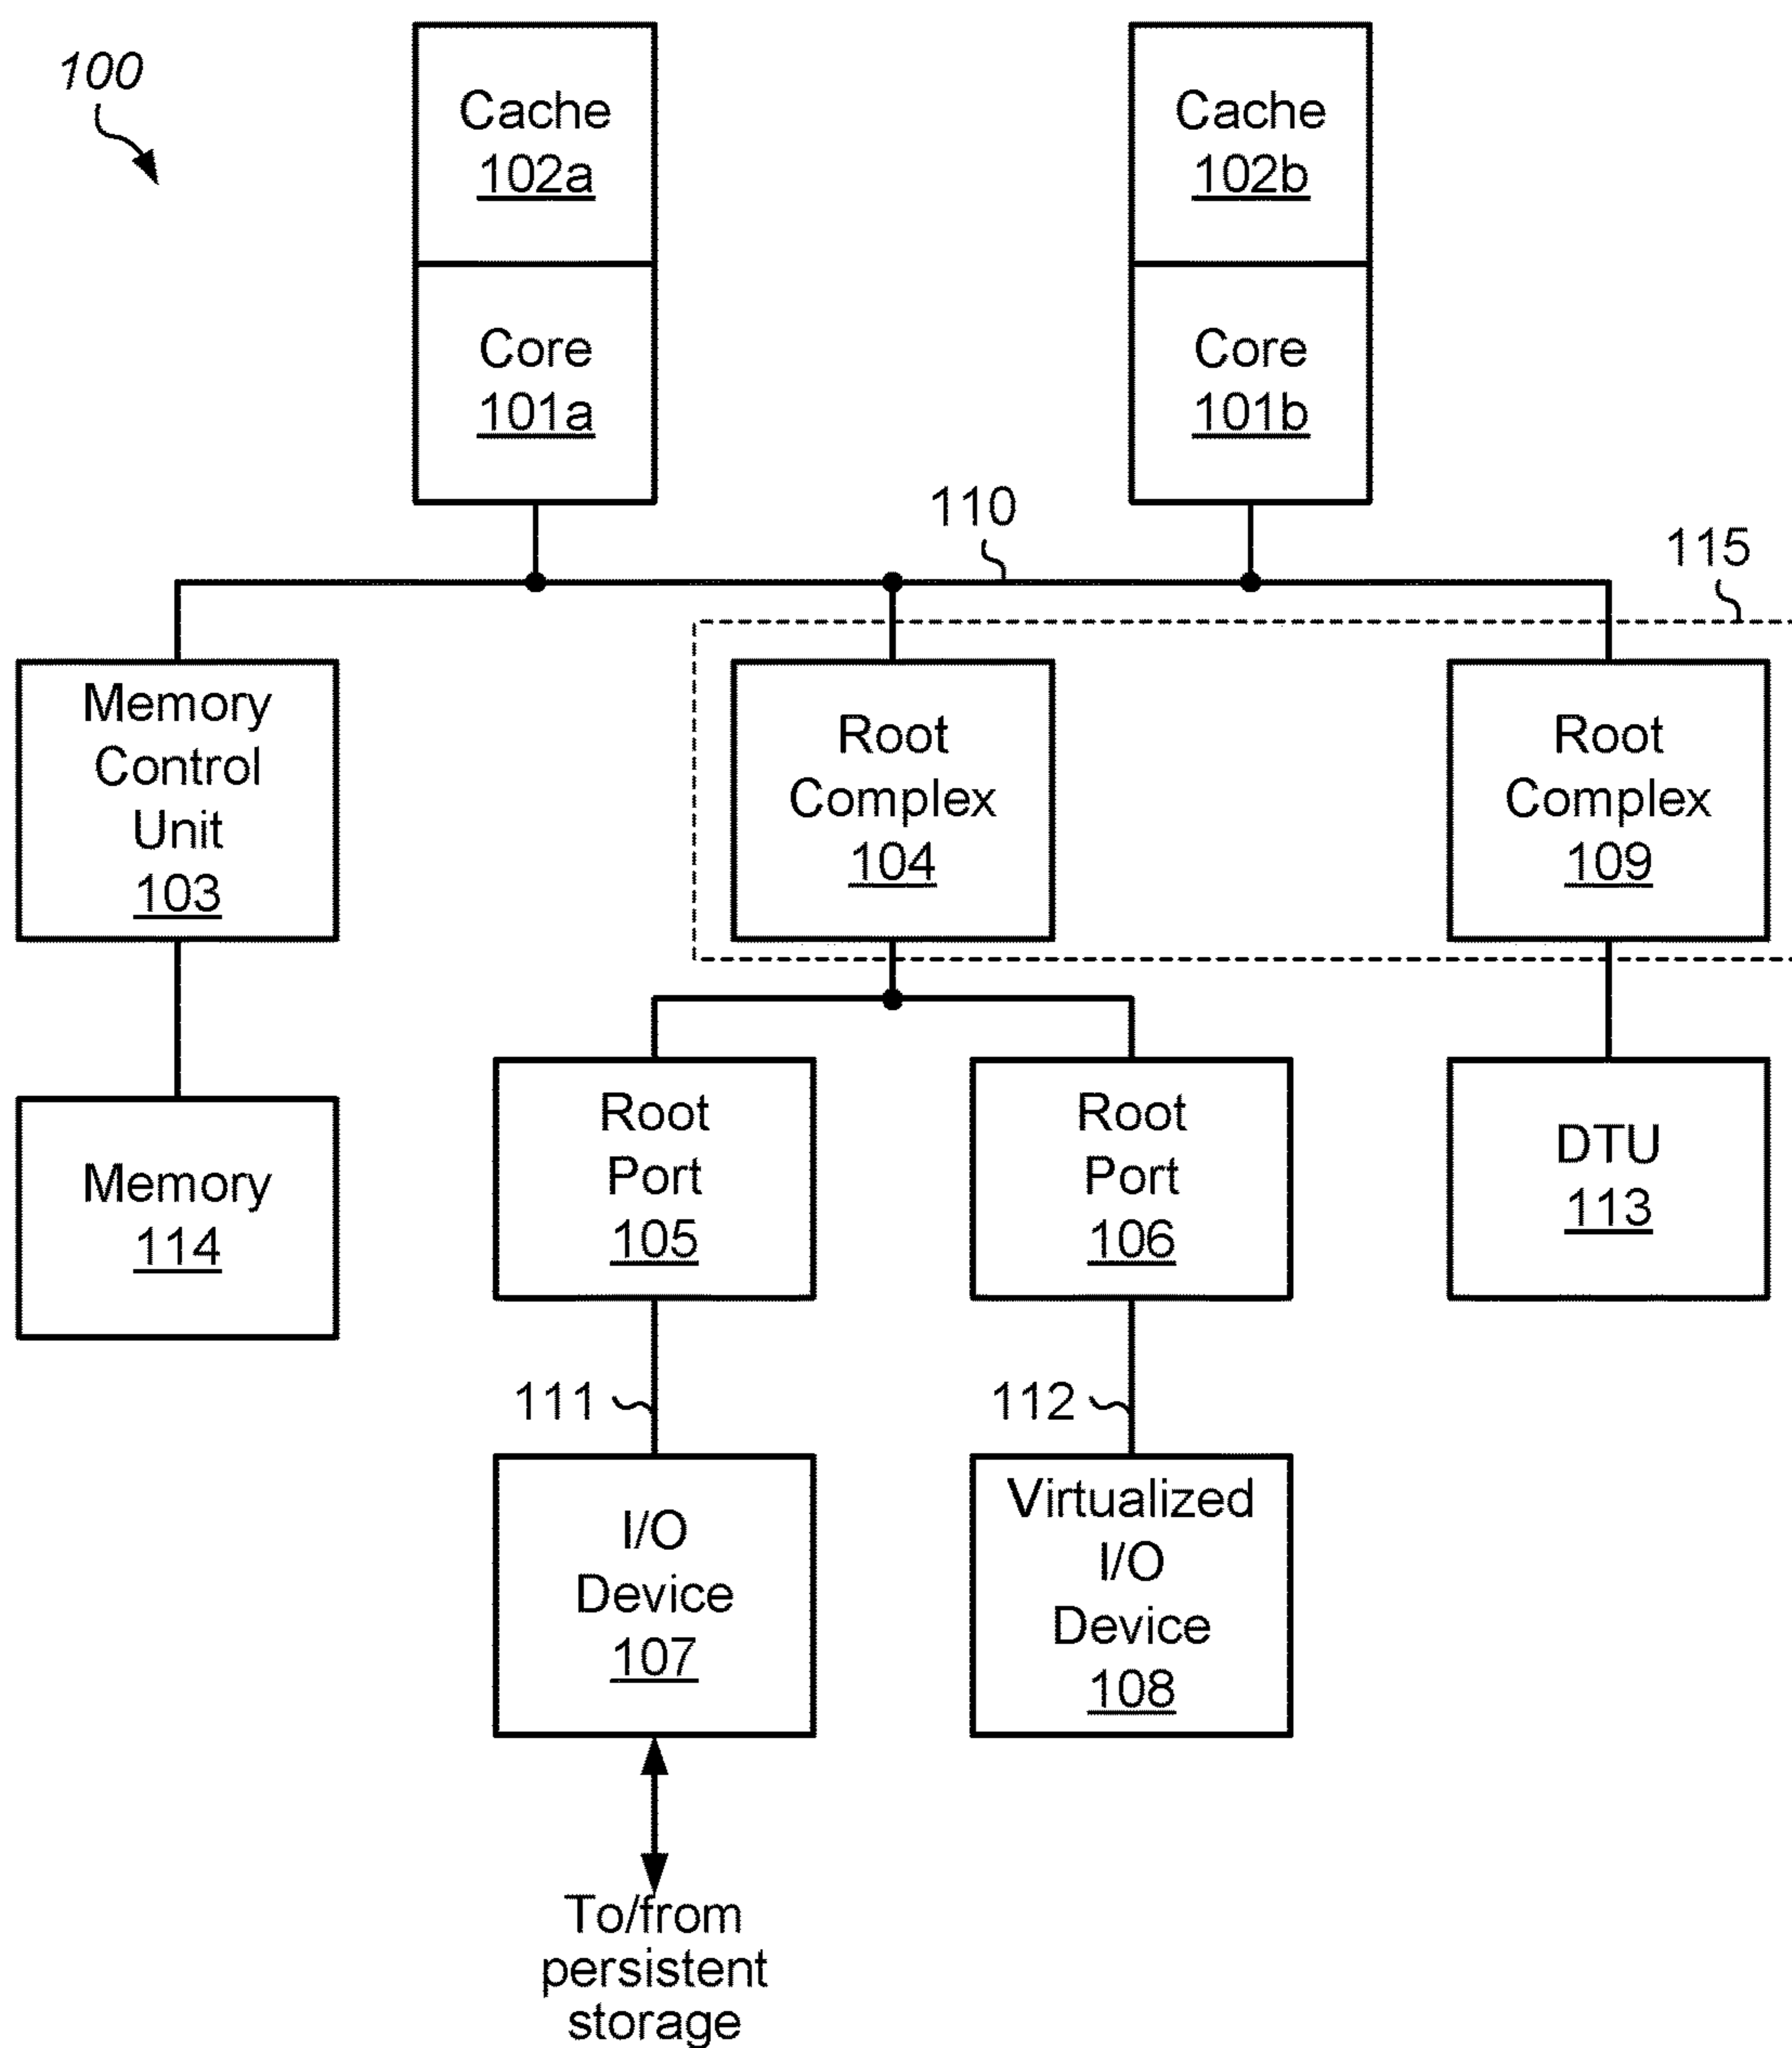 100
Cache
102a
Core
101a
Cache
102b
Core
101b
110
115
Memory
Control
Unit
103
Root
Complex
104
Root
Complex
109
Memory
114
Root
Port
105
Root
Port
106
DTU
113
111
112
I/O
Device
107
Virtualized
I/O
Device
108
To/from
persistent
storage